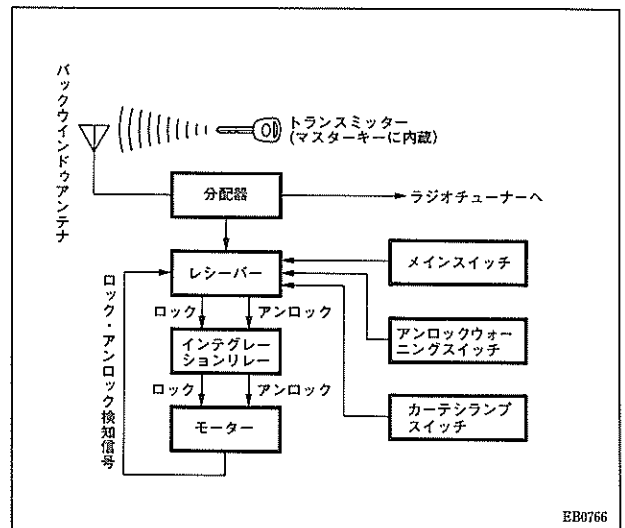 バックウインドゥアンテナ
トランスミッター
(マスターキーに内蔵)
分配器
ラジオチューナーへ
レシーバー
メインスイッチ
ロック
アンロック
アンロックウォー
ニングスイッチ
インテグレー
ションリレー
ロック
アンロック
カーテシランプ
スイッチ
モーター
ロック・アンロック検知信号
EB0766